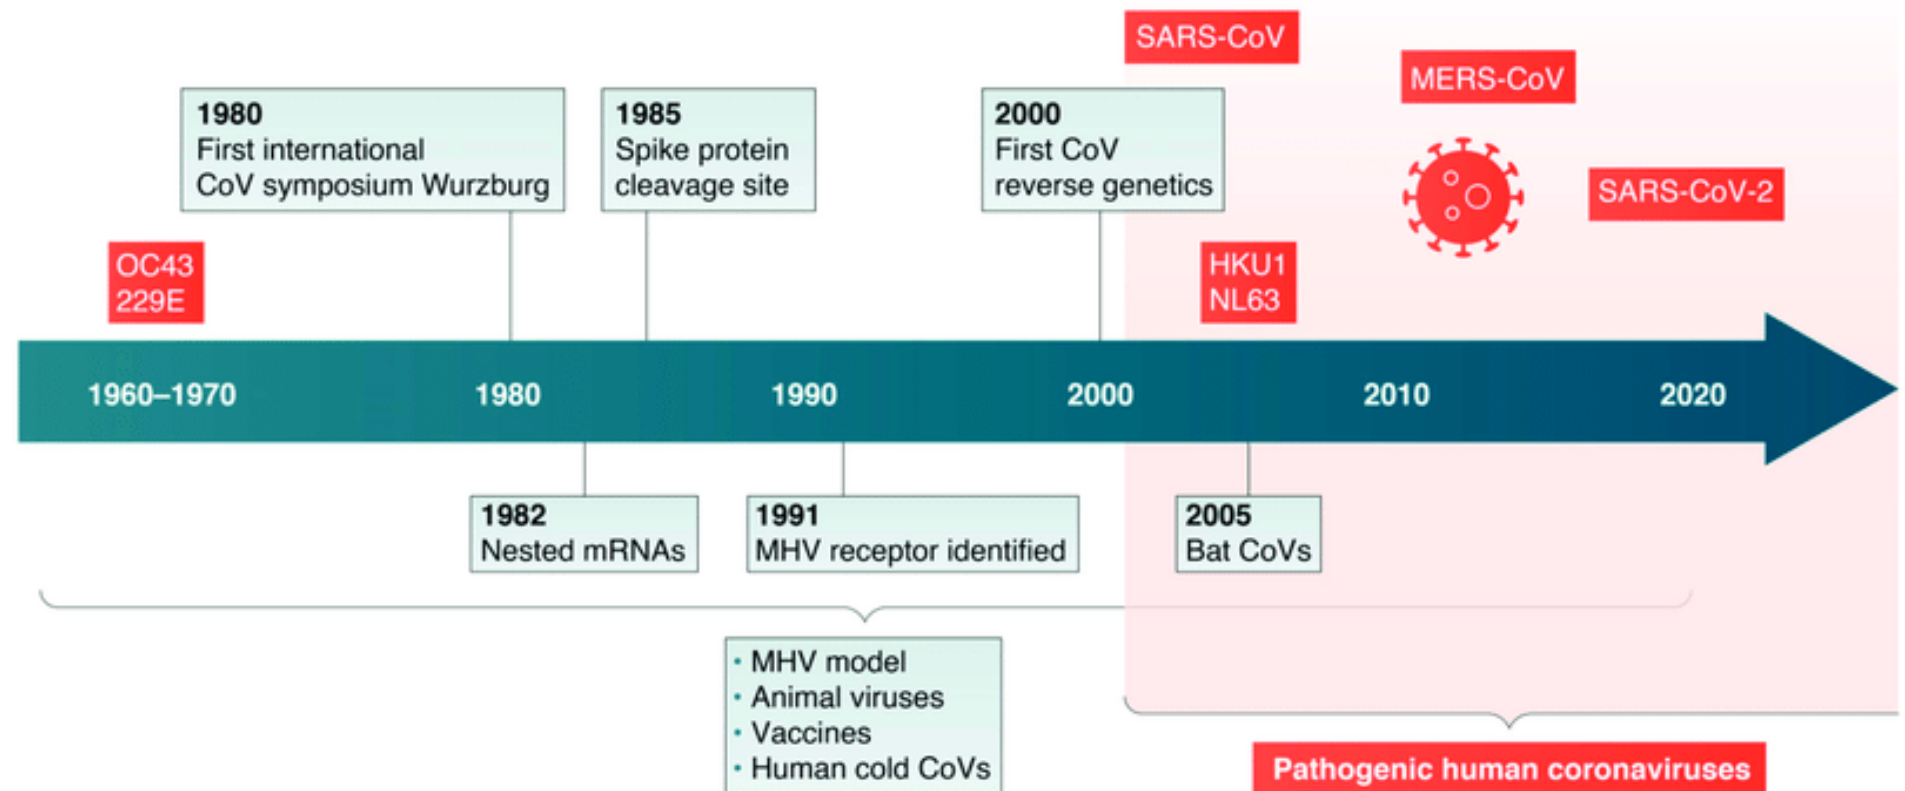 SARS-CoV
MERS-CoV
1980
First international
CoV symposium Wurzburg
1985
Spike protein
cleavage site
2000
First CoV
reverse genetics
SARS-CoV-2
OC43
229E
HKU1
NL63
1960–1970
1980
1990
2000
2010
2020
1982
Nested mRNAs
1991
MHV receptor identified
2005
Bat CoVs
• MHV model
• Animal viruses
• Vaccines
• Human cold CoVs
Pathogenic human coronaviruses